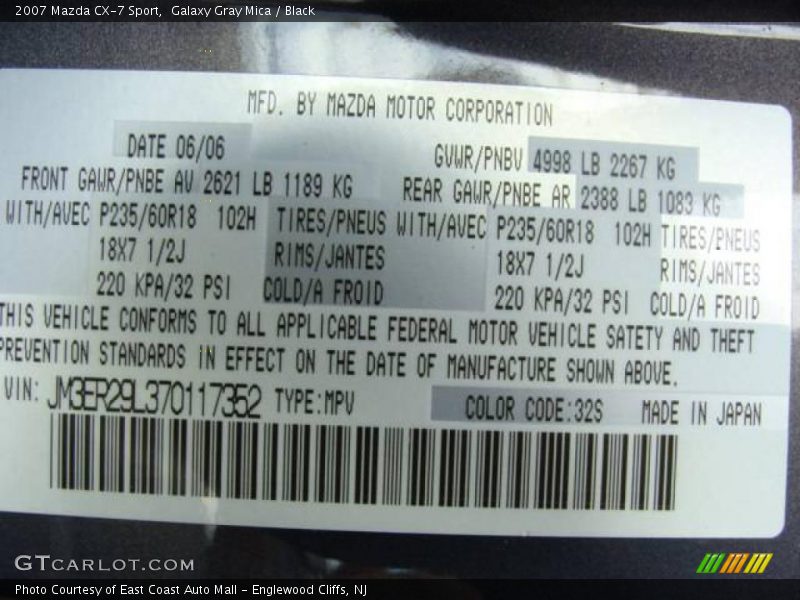 2007 Mazda CX-7 Sport, Galaxy Gray Mica / Black
MFD. BY MAZDA MOTOR CORPORATION
DATE 06/06 GVWR/PNBV 4998 LB 2267 KG
FRONT GAWR/PNBE AV 2621 LB 1189 KG REAR GAWR/PNBE AR 2388 LB 1083 KG
WITH/AVEC P235/60R18 102H TIRES/PNEUS WITH/AVEC P235/60R18 102H TIRES/PNEUS
18X7 1/2J RIMS/JANTES 18X7 1/2J RIMS/JANTES
220 KPA/32 PSI COLD/A FROID 220 KPA/32 PSI COLD/A FROID
THIS VEHICLE CONFORMS TO ALL APPLICABLE FEDERAL MOTOR VEHICLE SAFETY AND THEFT
PREVENTION STANDARDS IN EFFECT ON THE DATE OF MANUFACTURE SHOWN ABOVE.
VIN: JM3ER29L370117352 TYPE:MPV COLOR CODE:32S MADE IN JAPAN
GTCARLOT.COM
Photo Courtesy of East Coast Auto Mall - Englewood Cliffs, NJ